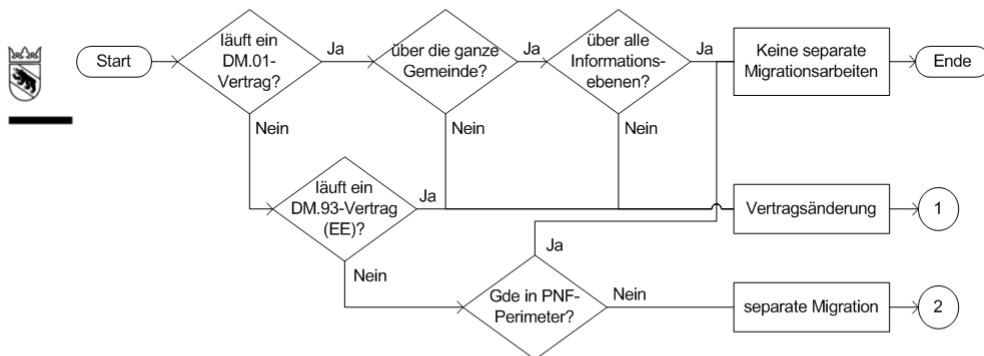 Start
läuft ein
DM.01-
Vertrag?
Ja
über die ganze
Gemeinde?
Ja
über alle
Informations-
ebenen?
Ja
Keine separate
Migrationsarbeiten
Ende
Nein
Nein
Nein
läuft ein
DM.93-Vertrag
(EE)?
Ja
Vertragsänderung
1
Nein
Ja
Gde in PNF-
Perimeter?
Nein
separate Migration
2